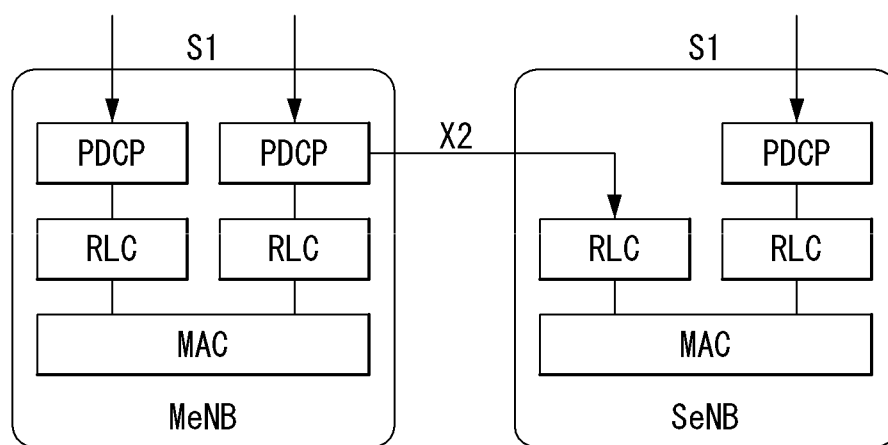 S1 S1
PDCP PDCP X2 PDCP
RLC RLC RLC RLC
MAC MAC
MeNB SeNB